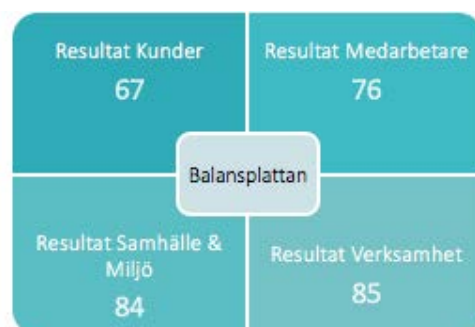 Resultat Kunder
67
Resultat Medarbetare
76
Balansplattan
Resultat Samhälle &
Miljö
84
Resultat Verksamhet
85